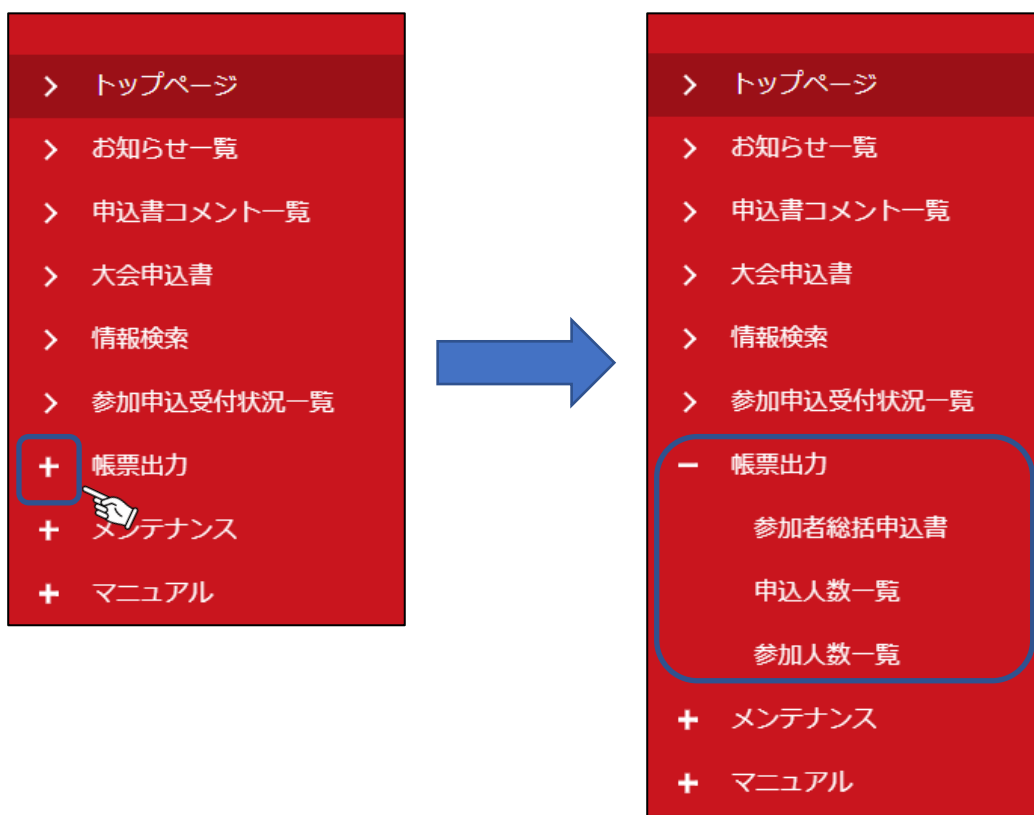 トップページ
お知らせ一覧
申込書コメント一覧
大会申込書
情報検索
参加申込受付状況一覧
帳票出力
メンテナンス
マニュアル
トップページ
お知らせ一覧
申込書コメント一覧
大会申込書
情報検索
参加申込受付状況一覧
帳票出力
参加者総括申込書
申込人数一覧
参加人数一覧
メンテナンス
マニュアル